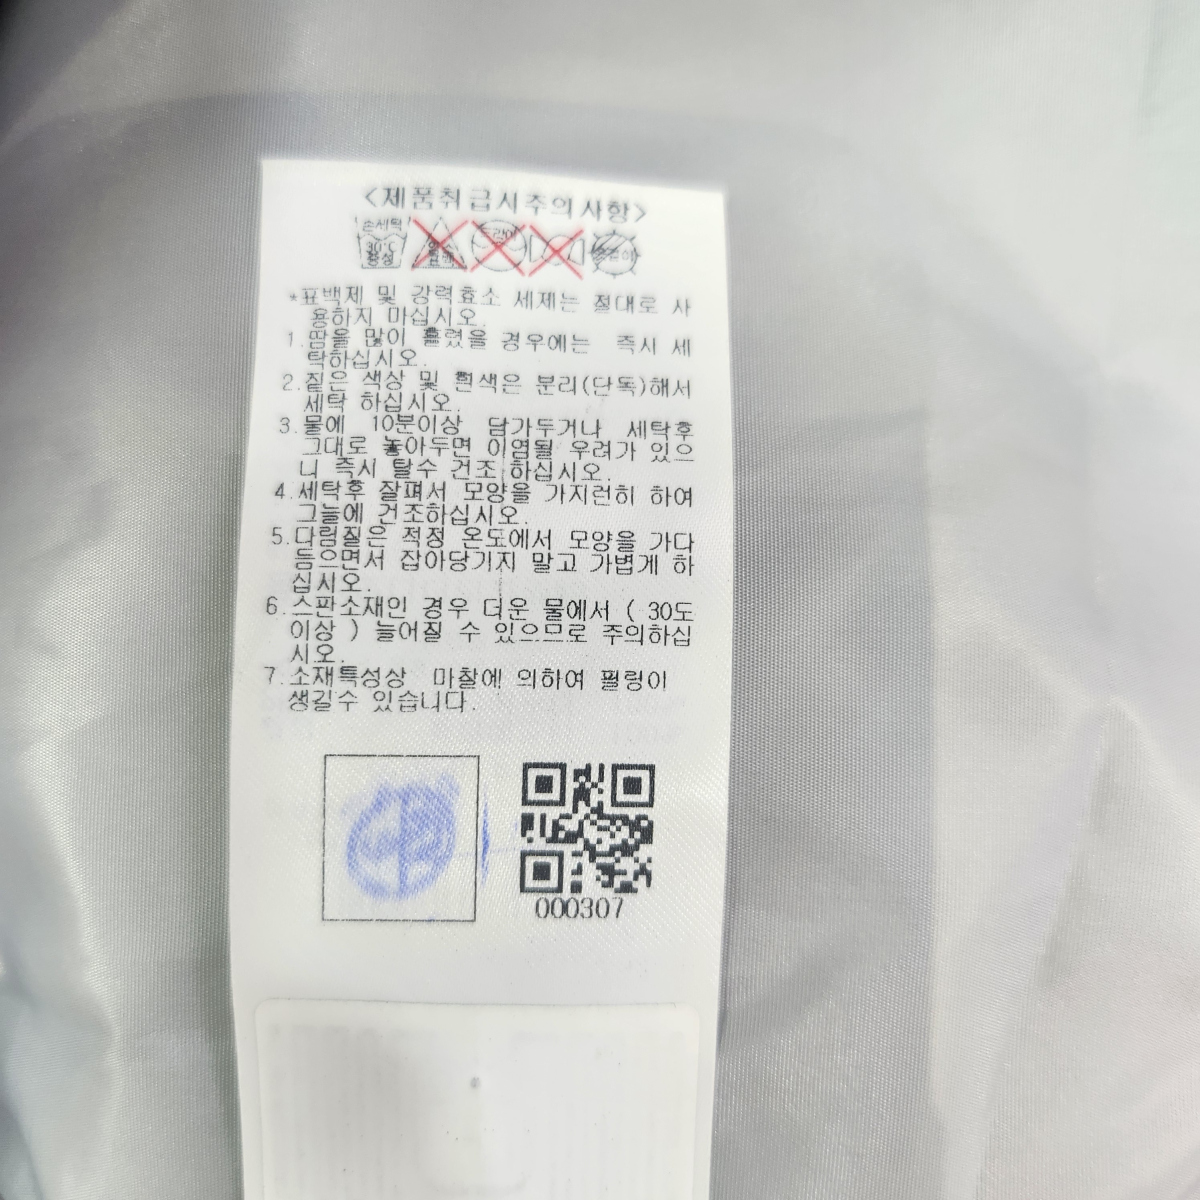 <제품취급시주의사항>
손세탁
30℃
중성
드라이
*표백제 및 강력효소 세제는 절대로 사
용하지 마십시오.
1.땀을 많이 흘렸을 경우에는 즉시 세
탁하십시오.
2.짙은 색상 및 흰색은 분리(단독)해서
세탁 하십시오.
3.물에 10분이상 담가두거나 세탁후
그대로 놓아두면 이염될 우려가 있으
니 즉시 탈수 건조 하십시오.
4.세탁후 잘펴서 모양을 가지런히 하여
그늘에 건조하십시오.
5.다림질은 적정 온도에서 모양을 가다
듬으면서 잡아당기지 말고 가볍게 하
십시오.
6.스판소재인 경우 더운 물에서 ( 30도
이상 ) 늘어질 수 있으므로 주의하십
시오.
7.소재특성상 마찰에 의하여 필링이
생길수 있습니다.
000307